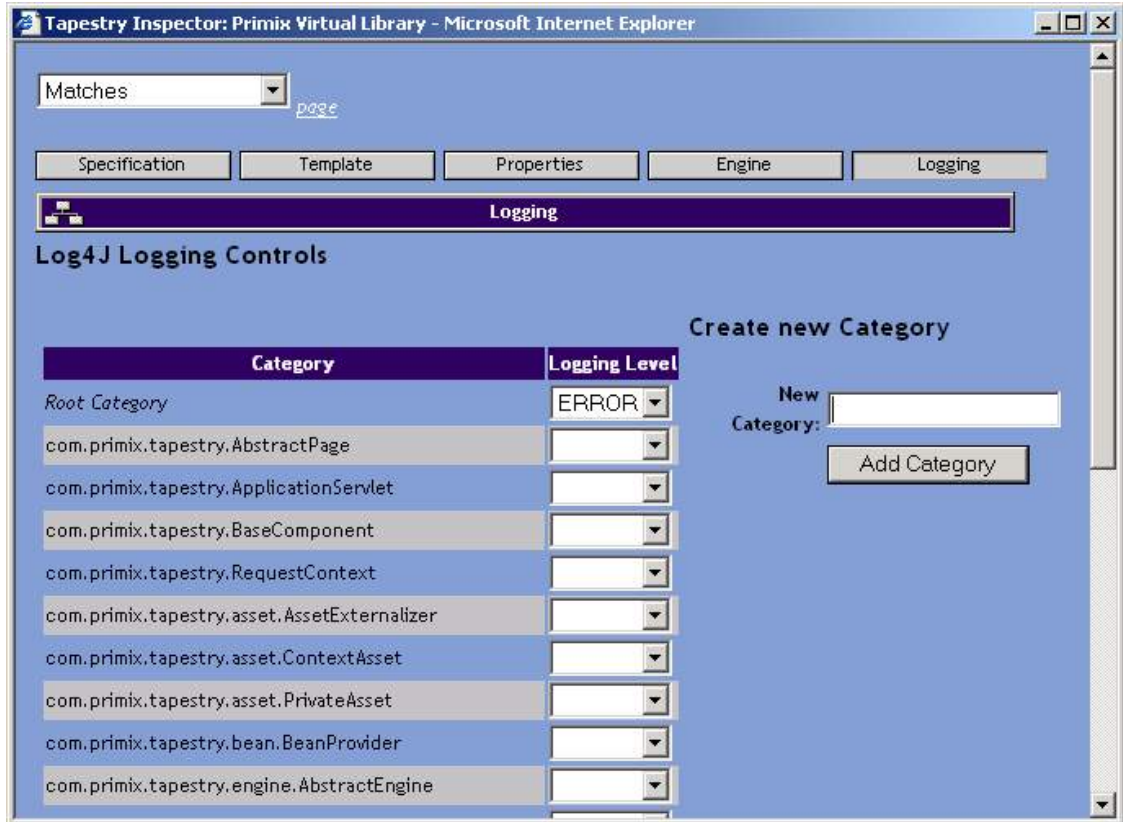 Tapestry Inspector: Primix Virtual Library - Microsoft Internet Explorer
Matches
page
Specification Template Properties Engine Logging
Logging
Log4J Logging Controls
Create new Category
Category Logging Level
Root Category ERROR
New Category:
Add Category
com.primix.tapestry.AbstractPage
com.primix.tapestry.ApplicationServlet
com.primix.tapestry.BaseComponent
com.primix.tapestry.RequestContext
com.primix.tapestry.asset.AssetExternalizer
com.primix.tapestry.asset.ContextAsset
com.primix.tapestry.asset.PrivateAsset
com.primix.tapestry.bean.BeanProvider
com.primix.tapestry.engine.AbstractEngine